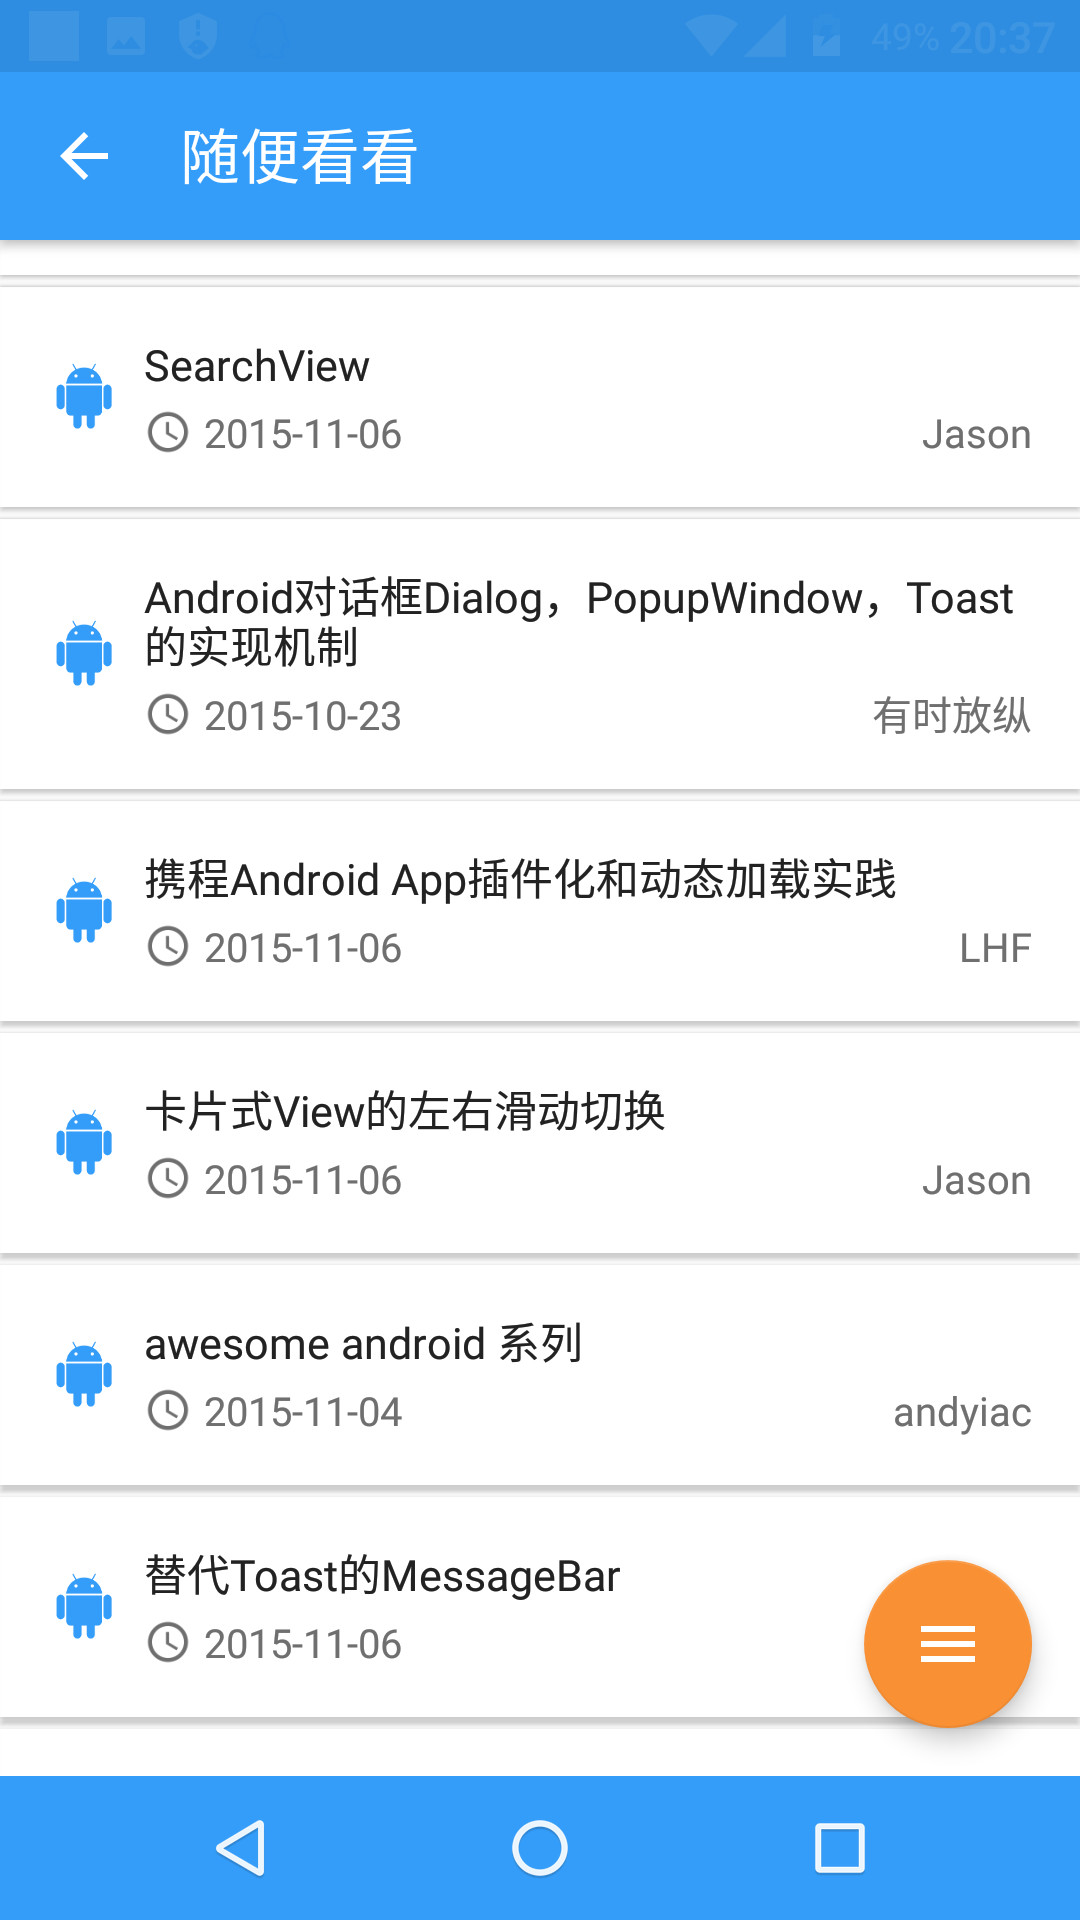 49% 20:37
随便看看
SearchView
2015-11-06 Jason
Android对话框Dialog，PopupWindow，Toast
的实现机制
2015-10-23 有时放纵
携程Android App插件化和动态加载实践
2015-11-06 LHF
卡片式View的左右滑动切换
2015-11-06 Jason
awesome android 系列
2015-11-04 andyiac
替代Toast的MessageBar
2015-11-06